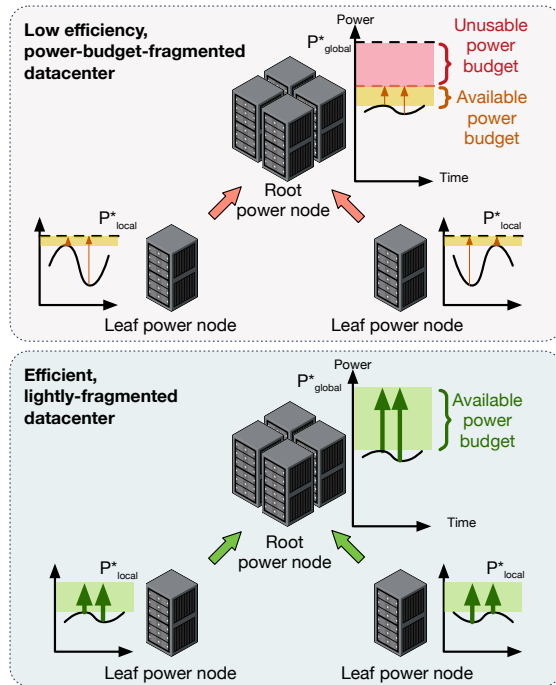 Low efficiency,
power-budget-fragmented
datacenter
Power
P*global
Unusable
power
budget
Available
power
budget
Time
Root
power node
P*local
Leaf power node
P*local
Leaf power node
Efficient,
lightly-fragmented
datacenter
Power
P*global
Available
power
budget
Time
Root
power node
P*local
Leaf power node
P*local
Leaf power node